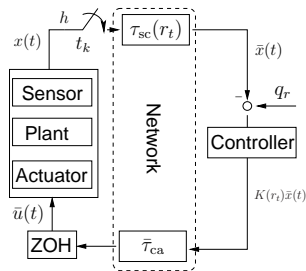 h
x(t)
t_k
τ_sc(r_t)
x̄(t)
Sensor
Plant
Actuator
Network
-
q_r
Controller
K(r_t)x̄(t)
ū(t)
ZOH
τ̄_ca